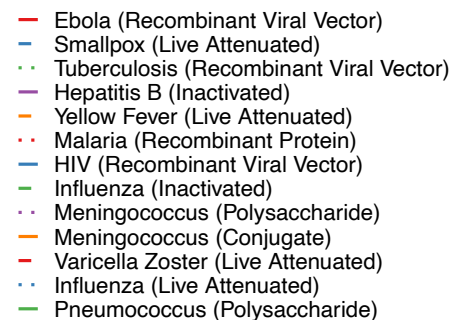 Ebola (Recombinant Viral Vector)
Smallpox (Live Attenuated)
Tuberculosis (Recombinant Viral Vector)
Hepatitis B (Inactivated)
Yellow Fever (Live Attenuated)
Malaria (Recombinant Protein)
HIV (Recombinant Viral Vector)
Influenza (Inactivated)
Meningococcus (Polysaccharide)
Meningococcus (Conjugate)
Varicella Zoster (Live Attenuated)
Influenza (Live Attenuated)
Pneumococcus (Polysaccharide)